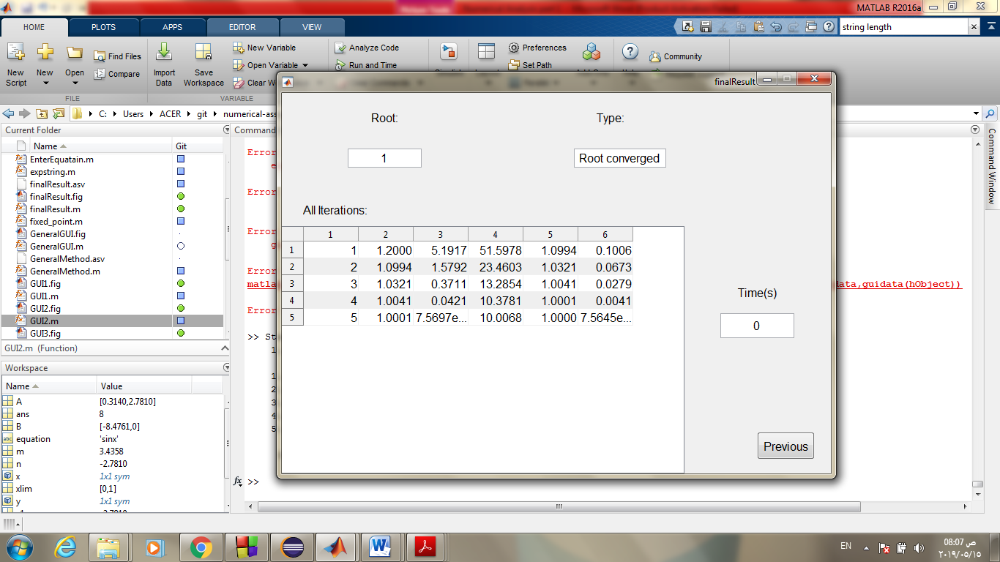 MATLAB R2016a
HOME PLOTS APPS EDITOR VIEW
string length
New Script
New
Open
Find Files
Compare
Import Data
Save Workspace
New Variable
Open Variable
Clear W
Analyze Code
Run and Time
Preferences
Set Path
Community
FILE
VARIABLE
C: Users ACER git numerical-ass
Current Folder
Name Git
EnterEquatain.m
expstring.m
finalResult.asv
finalResult.fig
finalResult.m
fixed_point.m
GeneralGUI.fig
GeneralGUI.m
GeneralMethod.asv
GeneralMethod.m
GUI1.fig
GUI1.m
GUI2.fig
GUI2.m
GUI3.fig
GUI2.m (Function)
Workspace
Name Value
A [0.3140,2.7810]
ans 8
B [-8.4761,0]
equation 'sinx'
m 3.4358
n -2.7810
x 1x1 sym
xlim [0,1]
y 1x1 sym
Command
Command Window
Error
e
Error
Error
g
Error
matla
data,guidata(hObject))
Error
>> St
1
1
2
3
4
5
fx >>
finalResult
Root: Type:
1 Root converged
All Iterations:
1 2 3 4 5 6
1 1 1.2000 5.1917 51.5978 1.0994 0.1006
2 2 1.0994 1.5792 23.4603 1.0321 0.0673
3 3 1.0321 0.3711 13.2854 1.0041 0.0279
4 4 1.0041 0.0421 10.3781 1.0001 0.0041
5 5 1.0001 7.5697e... 10.0068 1.0000 7.5645e...
Time(s)
0
Previous
EN
08:07 ص
٢٠١٩/٠٥/١٥